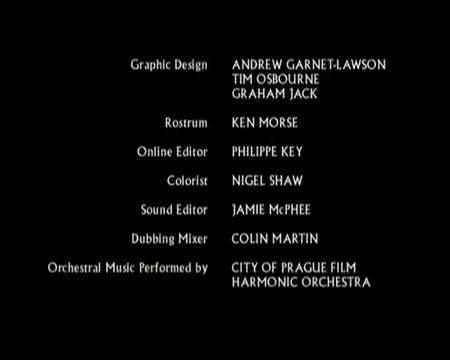 Graphic Design ANDREW GARNET-LAWSON
TIM OSBOURNE
GRAHAM JACK
Rostrum KEN MORSE
Online Editor PHILIPPE KEY
Colorist NIGEL SHAW
Sound Editor JAMIE McPHEE
Dubbing Mixer COLIN MARTIN
Orchestral Music Performed by CITY OF PRAGUE FILM
HARMONIC ORCHESTRA